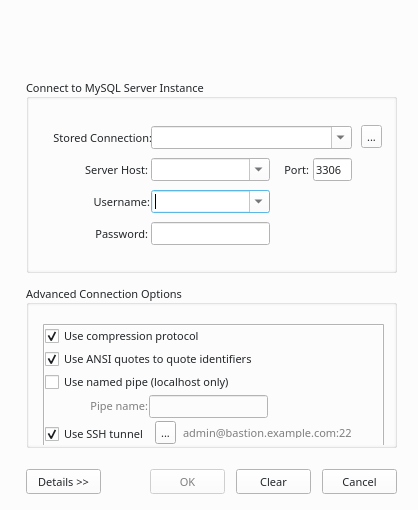 Connect to MySQL Server Instance
Stored Connection:
...
Server Host:
Port: 3306
Username:
Password:
Advanced Connection Options
Use compression protocol
Use ANSI quotes to quote identifiers
Use named pipe (localhost only)
Pipe name:
Use SSH tunnel ... admin@bastion.example.com:22
Details >> OK Clear Cancel